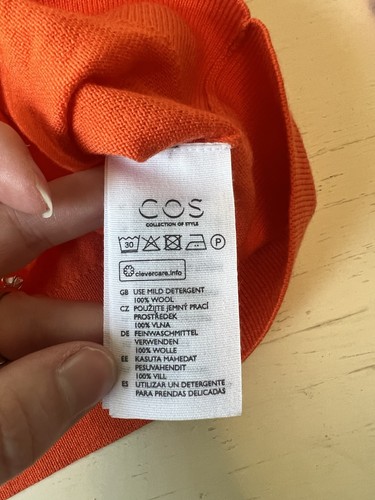 COS
COLLECTION OF STYLE
30 P
clevercare.info
GB USE MILD DETERGENT
100% WOOL
CZ POUŽIJTE JEMNÝ PRACÍ
PROSTŘEDEK
100% VLNA
DE FEINWASCHMITTEL
VERWENDEN
100% WOLLE
EE KASUTA MAHEDAT
PESUVAHENDIT
100% VILL
ES UTILIZAR UN DETERGENTE
PARA PRENDAS DELICADAS